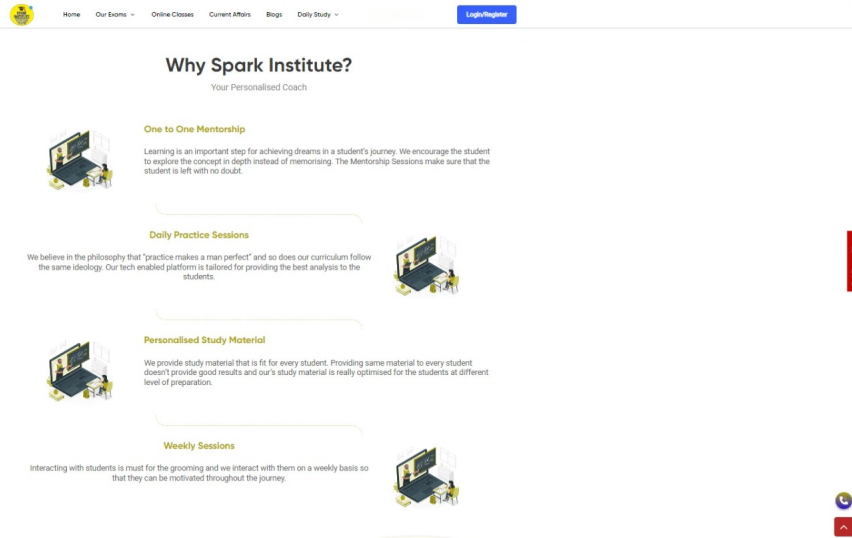 Home
Our Exams
Online Classes
Current Affairs
Blogs
Daily Study
Login/Register
Why Spark Institute?
Your Personalised Coach
One to One Mentorship
Learning is an important step for achieving dreams in a student's journey. We encourage the student
to explore the concept in depth instead of memorising. The Mentorship Sessions make sure that the
student is left with no doubt.
Daily Practice Sessions
We believe in the philosophy that "practice makes a man perfect" and so does our curriculum follow
the same ideology. Our tech enabled platform is tailored for providing the best analysis to the
students.
Personalised Study Material
We provide study material that is fit for every student. Providing same material to every student
doesn't provide good results and our's study material is really optimised for the students at different
level of preparation.
Weekly Sessions
Interacting with students is must for the grooming and we interact with them on a weekly basis so
that they can be motivated throughout the journey.